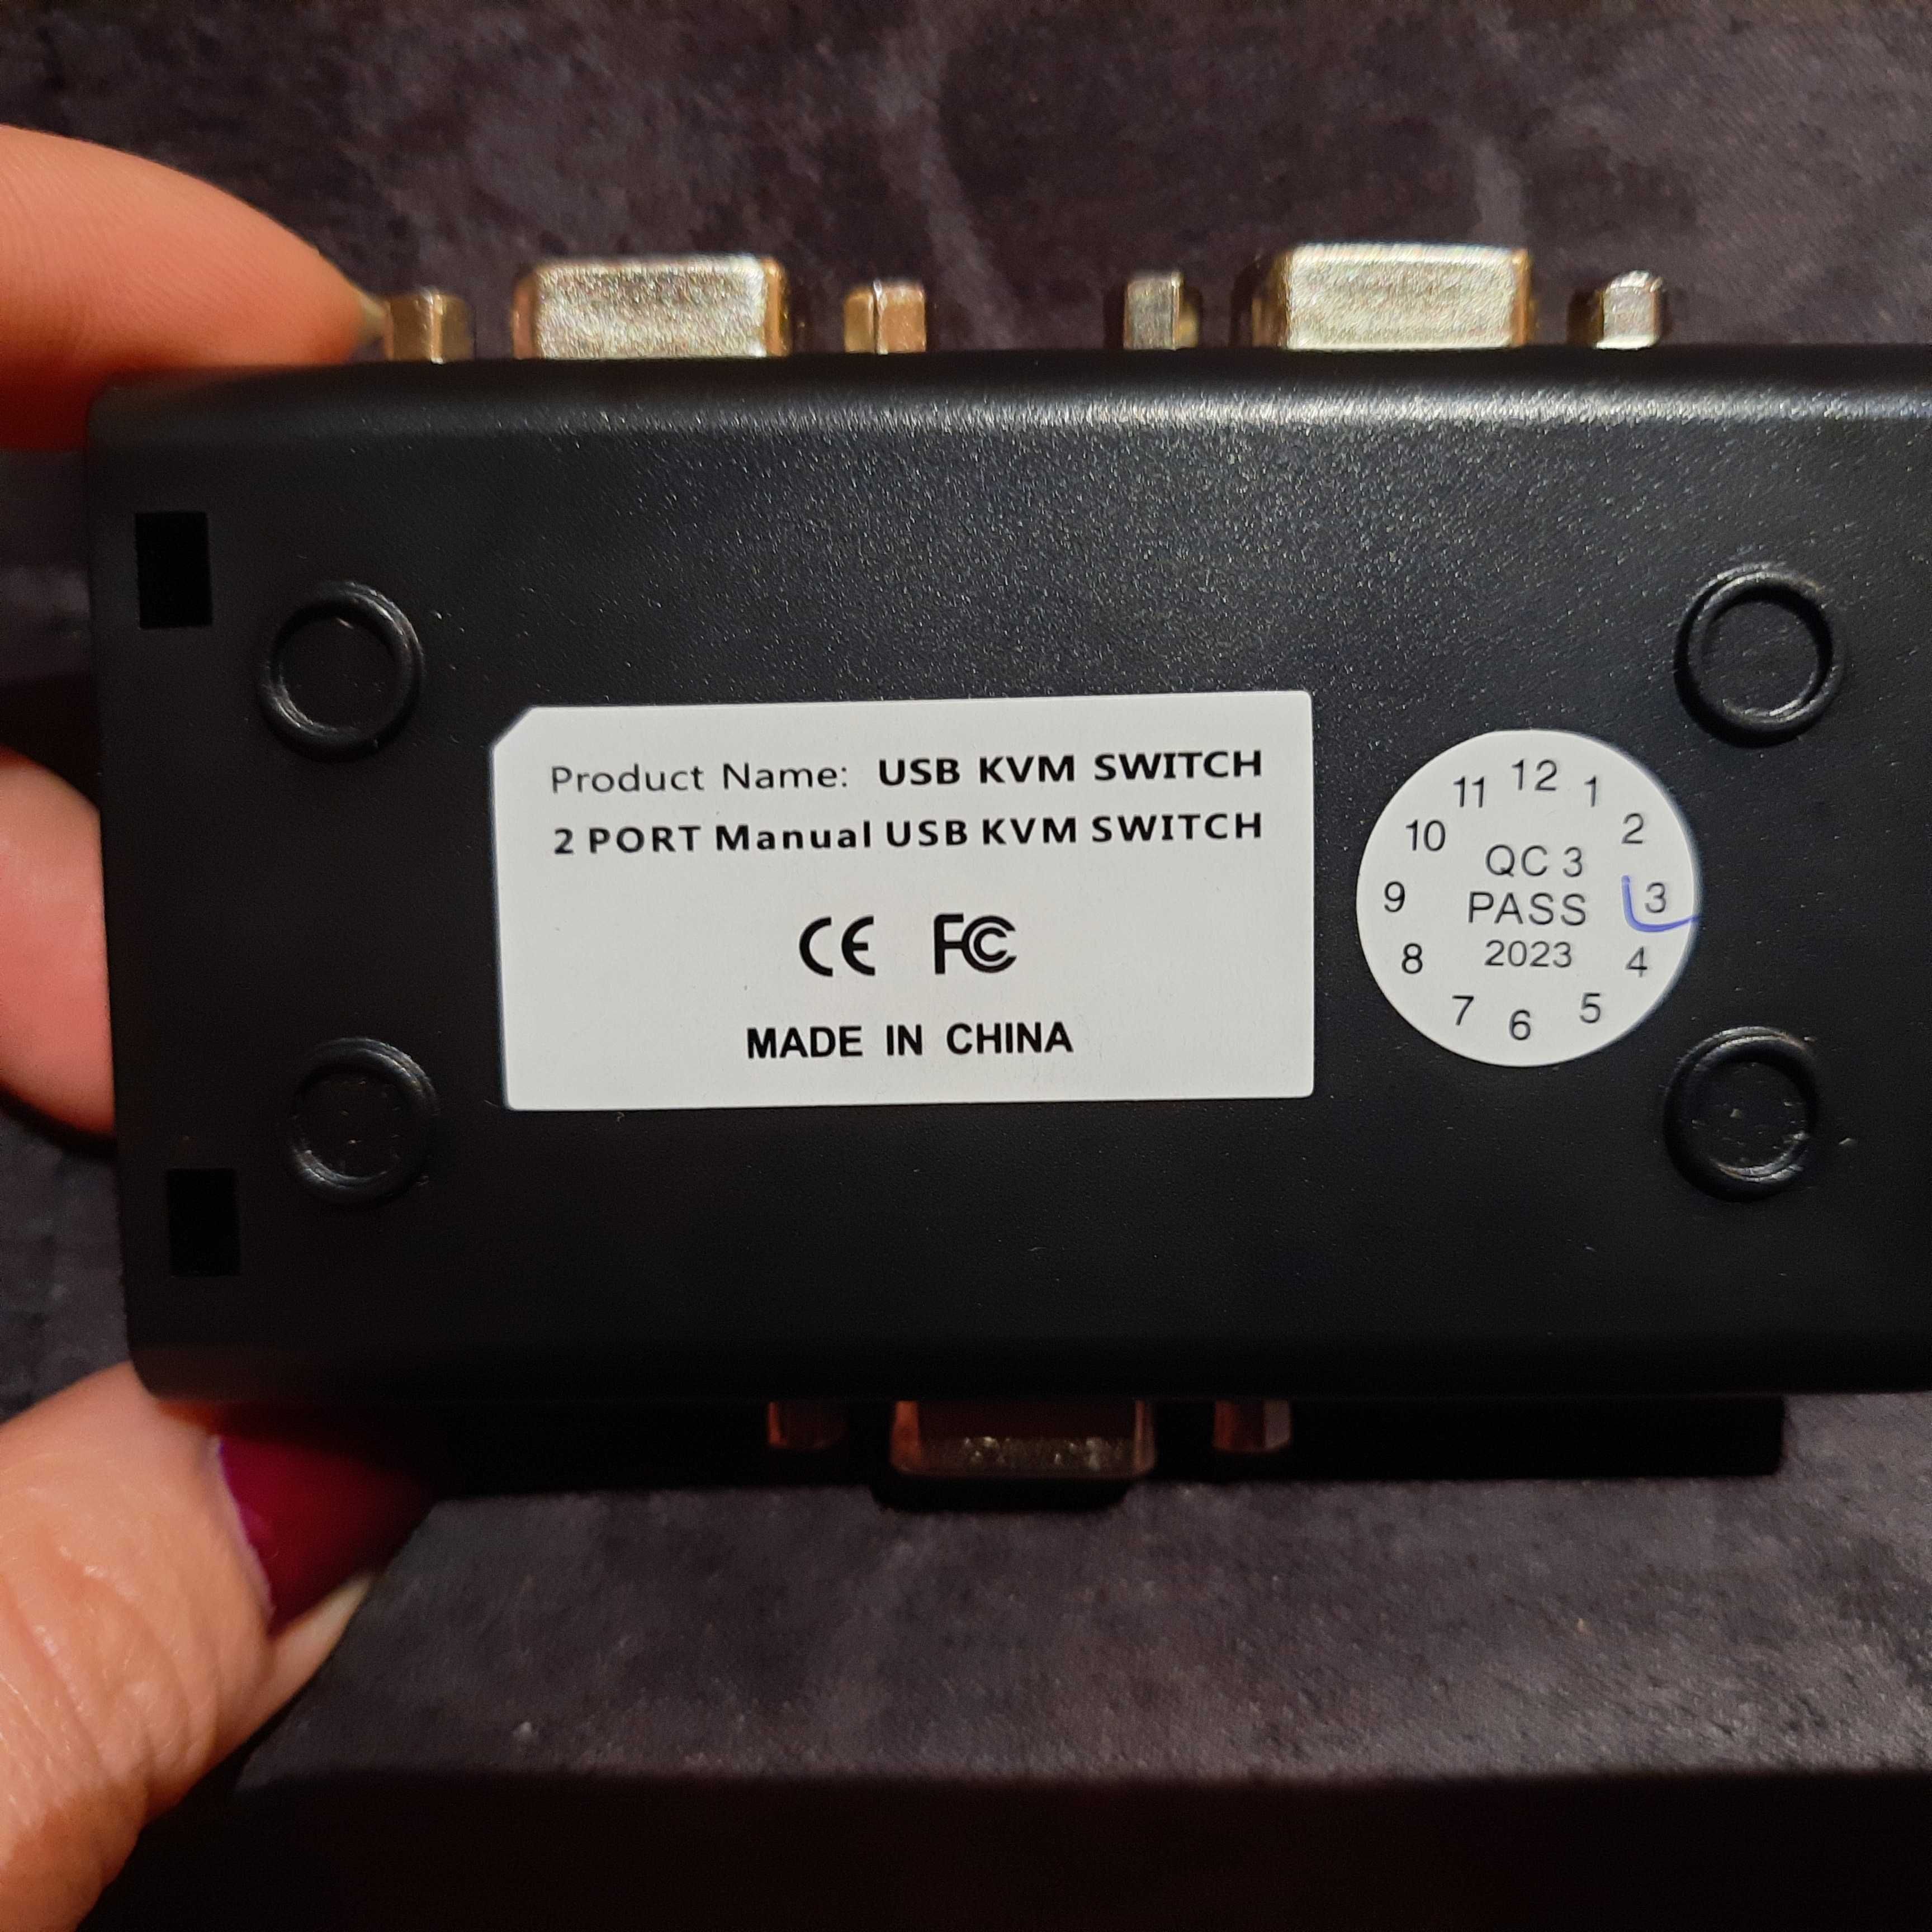 Product Name: USB KVM SWITCH
2 PORT Manual USB KVM SWITCH
CE FC
MADE IN CHINA
12
11 1
10 2
QC 3
9 PASS 3
8 2023 4
7 5
6